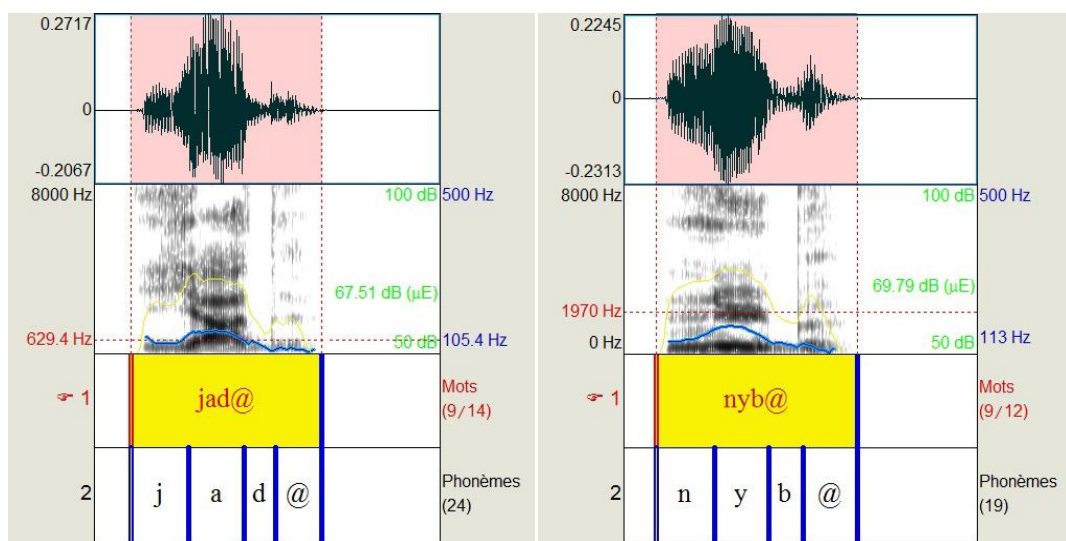 0.2717
0
-0.2067
8000 Hz
100 dB
500 Hz
67.51 dB (µE)
629.4 Hz
50 dB
105.4 Hz
☞ 1
jad@
Mots
(9/14)
2
j a d @
Phonèmes
(24)
0.2245
0
-0.2313
8000 Hz
100 dB
500 Hz
69.79 dB (µE)
1970 Hz
0 Hz
50 dB
113 Hz
☞ 1
nyb@
Mots
(9/12)
2
n y b @
Phonèmes
(19)